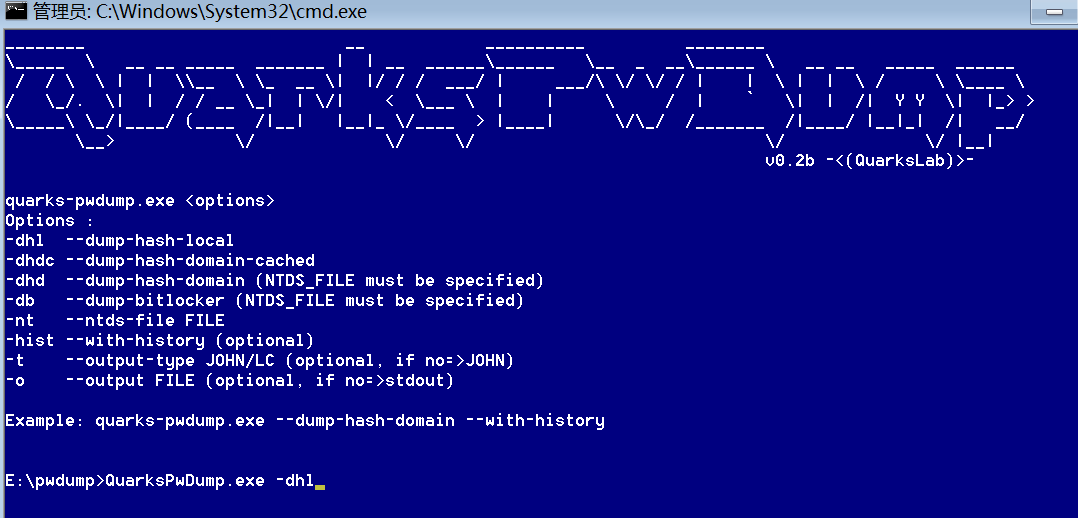 管理员: C:\Windows\System32\cmd.exe
Quarks PwDump
v0.2b -<(QuarksLab)>-
quarks-pwdump.exe <options>
Options :
-dhl  --dump-hash-local
-dhdc --dump-hash-domain-cached
-dhd  --dump-hash-domain (NTDS_FILE must be specified)
-db   --dump-bitlocker (NTDS_FILE must be specified)
-nt   --ntds-file FILE
-hist --with-history (optional)
-t    --output-type JOHN/LC (optional, if no=>JOHN)
-o    --output FILE (optional, if no=>stdout)
Example: quarks-pwdump.exe --dump-hash-domain --with-history
E:\pwdump>QuarksPwDump.exe -dhl_